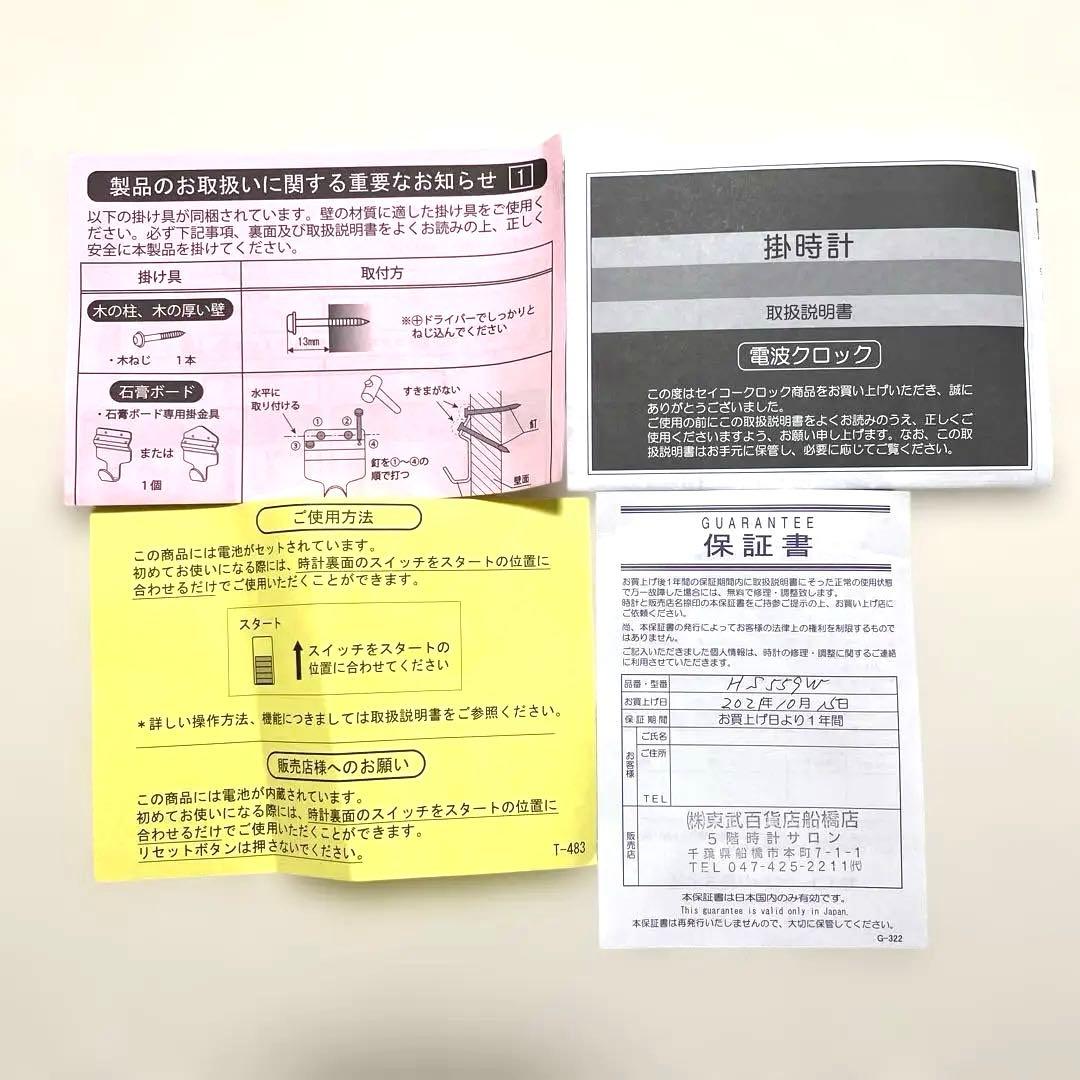 製品のお取扱いに関する重要なお知らせ 1
以下の掛け具が同梱されています。壁の材質に適した掛け具をご使用く
ださい。必ず下記事項、裏面及び取扱説明書をよくお読みの上、正しく
安全に本製品を掛けてください。
掛け具 取付方
木の柱、木の厚い壁
・木ねじ 1本
13mm
※⊕ドライバーでしっかりと
ねじ込んでください
石膏ボード
・石膏ボード専用掛金具
または
1個
水平に
取り付ける
① ②
③ ④
釘を①〜④の
順で打つ
すきまがない
釘
壁面
掛時計
取扱説明書
電波クロック
この度はセイコークロック商品をお買い上げいただき、誠に
ありがとうございました。
ご使用の前にこの取扱説明書をよくお読みのうえ、正しくご
使用くださいますよう、お願い申し上げます。なお、この取
扱説明書はお手元に保管し、必要に応じてご覧ください。
ご使用方法
この商品には電池がセットされています。
初めてお使いになる際には、時計裏面のスイッチをスタートの位置に
合わせるだけでご使用いただくことができます。
スタート
スイッチをスタートの
位置に合わせてください
*詳しい操作方法、機能につきましては取扱説明書をご参照ください。
販売店様へのお願い
この商品には電池が内蔵されています。
初めてお使いになる際には、時計裏面のスイッチをスタートの位置に
合わせるだけでご使用いただくことができます。
リセットボタンは押さないでください。
T-483
GUARANTEE
保証書
お買上げ後1年間の保証期間内に取扱説明書にそった正常の使用状態
で万一故障した場合には、無料で修理・調整致します。
時計と販売店名捺印の本保証書をご持参ご提示の上、お買い上げ店に
ご依頼ください。
尚、本保証書の発行によってお客様の法律上の権利を制限するもので
はありません。
ご記入いただきました個人情報は、時計の修理・調整に関するご連絡
に利用させていただきます。
品番・型番 HS559W
お買上げ日 2021年10月15日
保証期間 お買上げ日より1年間
お客様
ご氏名
ご住所
TEL
販売店
㈱東武百貨店船橋店
5階時計サロン
千葉県船橋市本町7-1-1
TEL 047-425-2211㈹
本保証書は日本国内のみ有効です。
This guarantee is valid only in Japan.
本保証書は再発行いたしませんので、大切に保管してください。
G-322